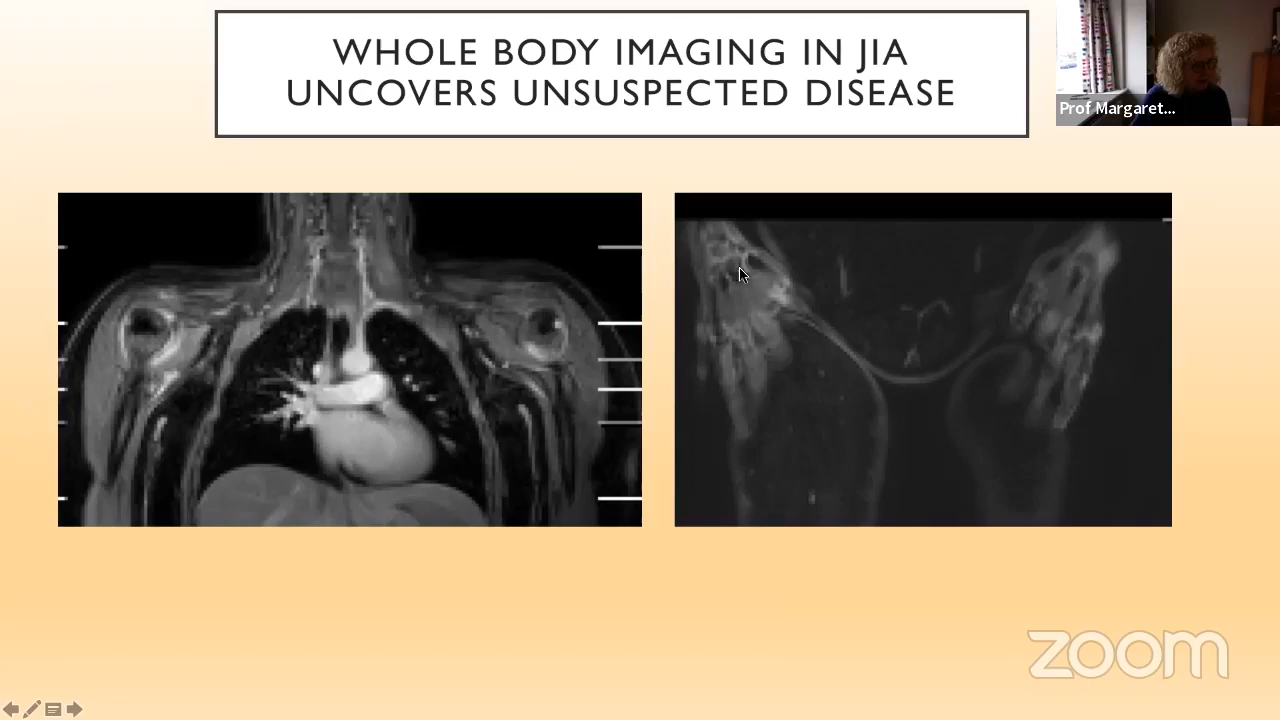 WHOLE BODY IMAGING IN JIA
UNCOVERS UNSUSPECTED DISEASE
Prof Margaret...
zoom